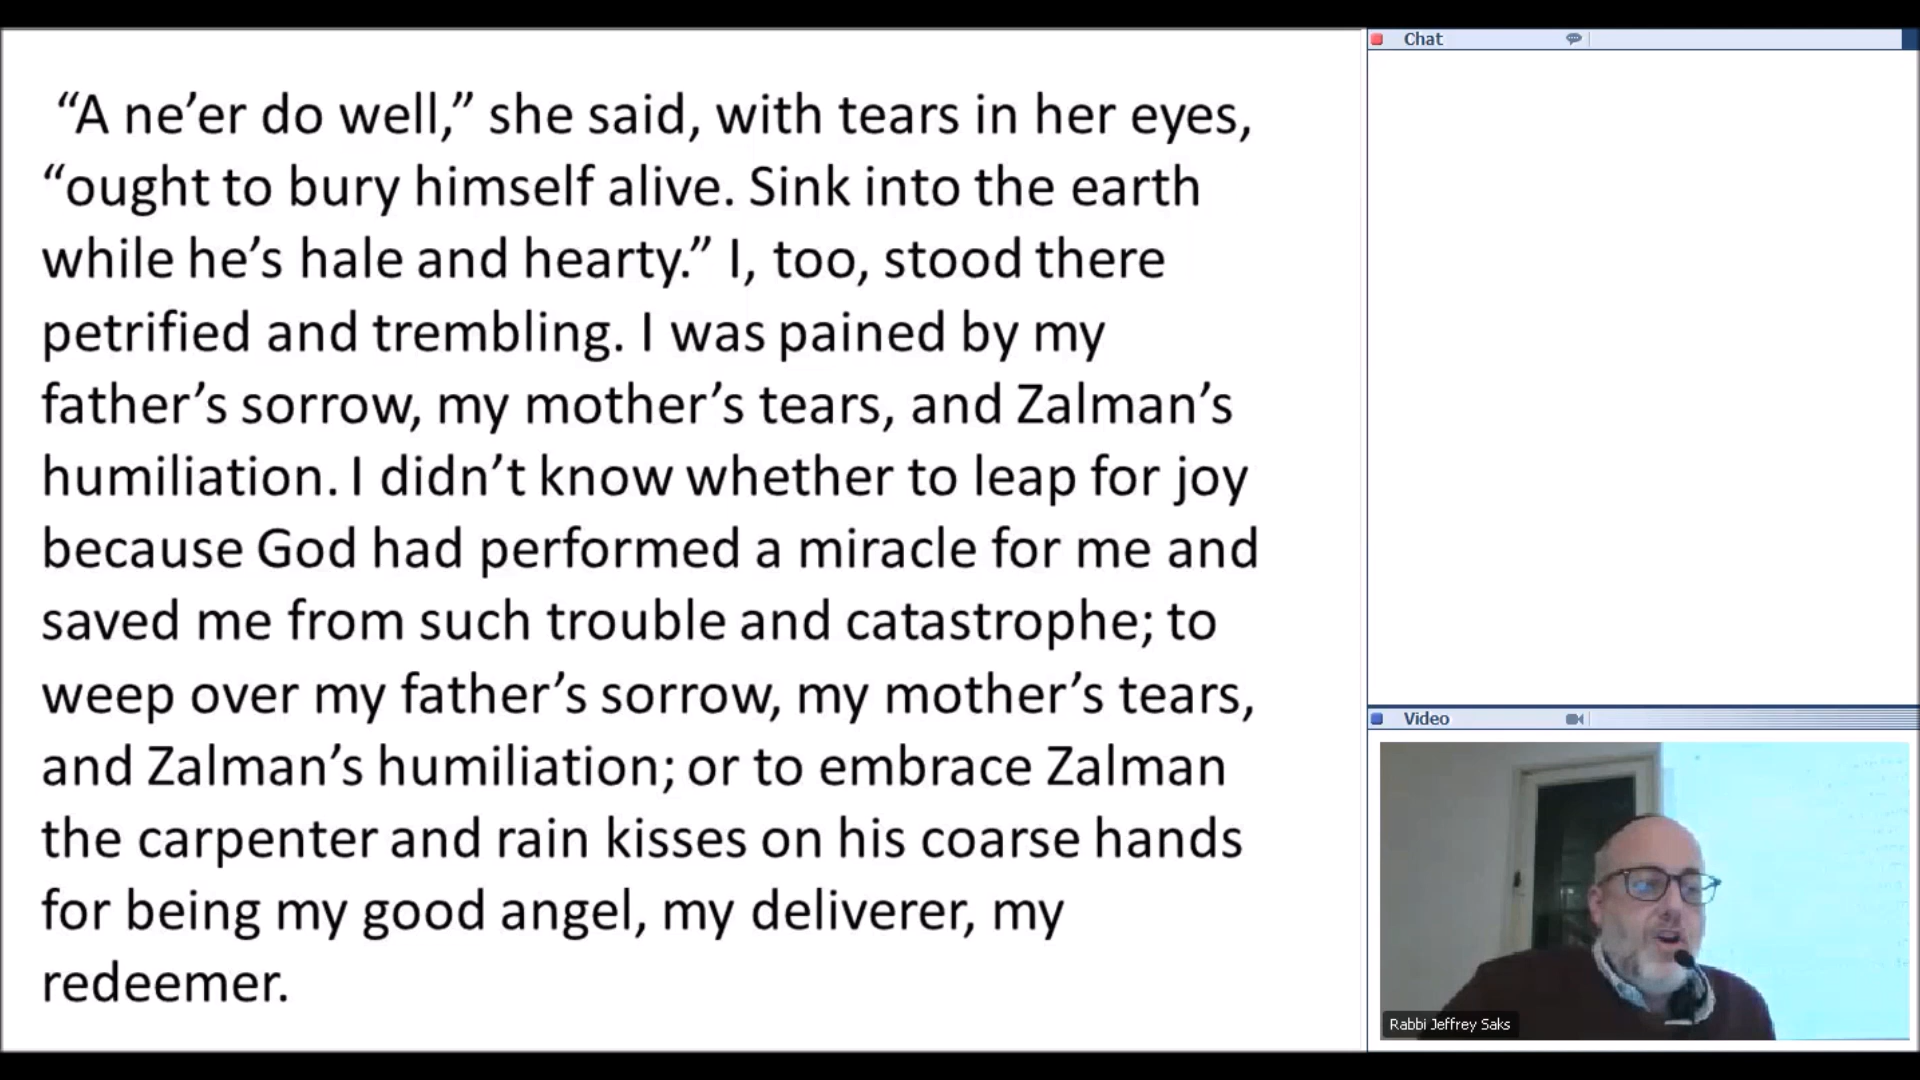 “A ne’er do well,” she said, with tears in her eyes,
“ought to bury himself alive. Sink into the earth
while he’s hale and hearty.” I, too, stood there
petrified and trembling. I was pained by my
father’s sorrow, my mother’s tears, and Zalman’s
humiliation. I didn’t know whether to leap for joy
because God had performed a miracle for me and
saved me from such trouble and catastrophe; to
weep over my father’s sorrow, my mother’s tears,
and Zalman’s humiliation; or to embrace Zalman
the carpenter and rain kisses on his coarse hands
for being my good angel, my deliverer, my
redeemer.
Chat
Video
Rabbi Jeffrey Saks